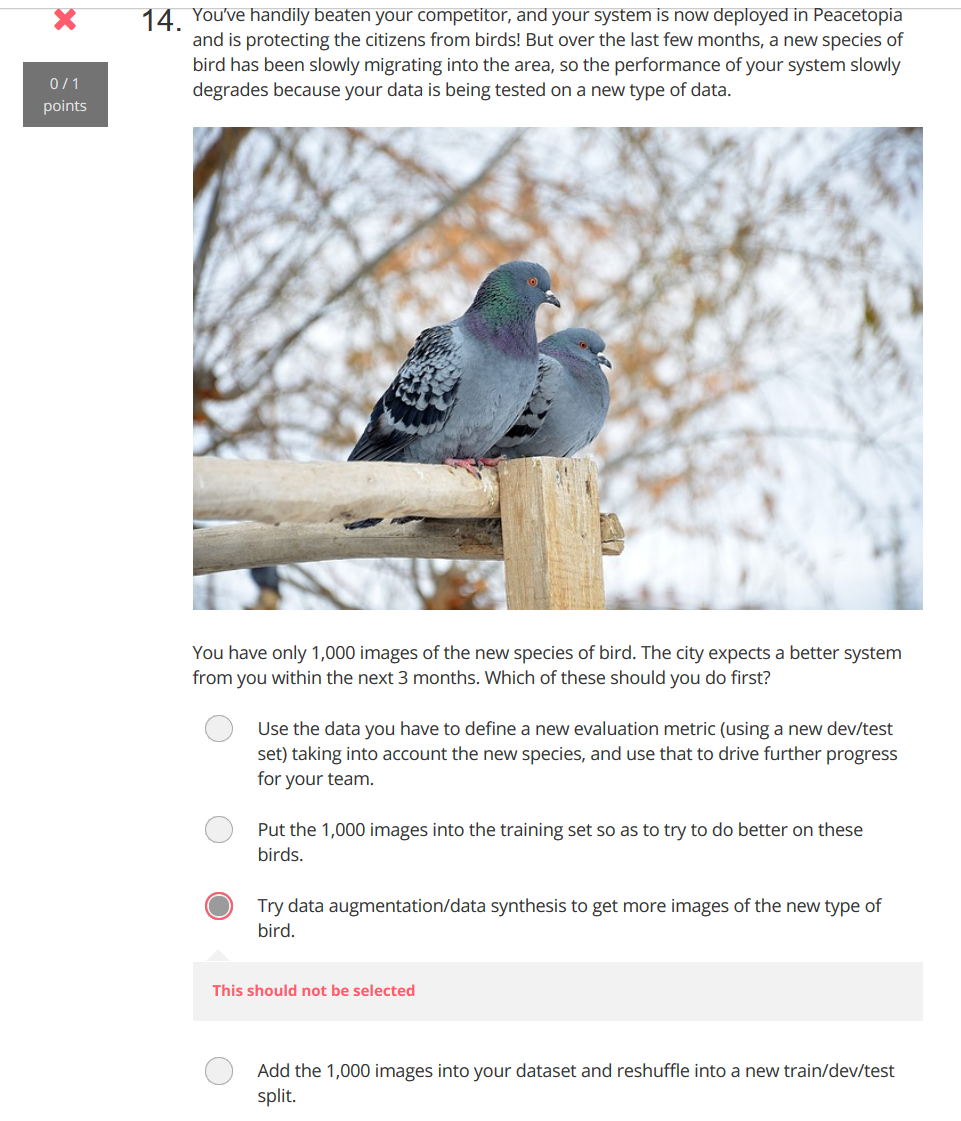 14. You've handily beaten your competitor, and your system is now deployed in Peacetopia
and is protecting the citizens from birds! But over the last few months, a new species of
bird has been slowly migrating into the area, so the performance of your system slowly
degrades because your data is being tested on a new type of data.
0 / 1
points
You have only 1,000 images of the new species of bird. The city expects a better system
from you within the next 3 months. Which of these should you do first?
Use the data you have to define a new evaluation metric (using a new dev/test
set) taking into account the new species, and use that to drive further progress
for your team.
Put the 1,000 images into the training set so as to try to do better on these
birds.
Try data augmentation/data synthesis to get more images of the new type of
bird.
This should not be selected
Add the 1,000 images into your dataset and reshuffle into a new train/dev/test
split.